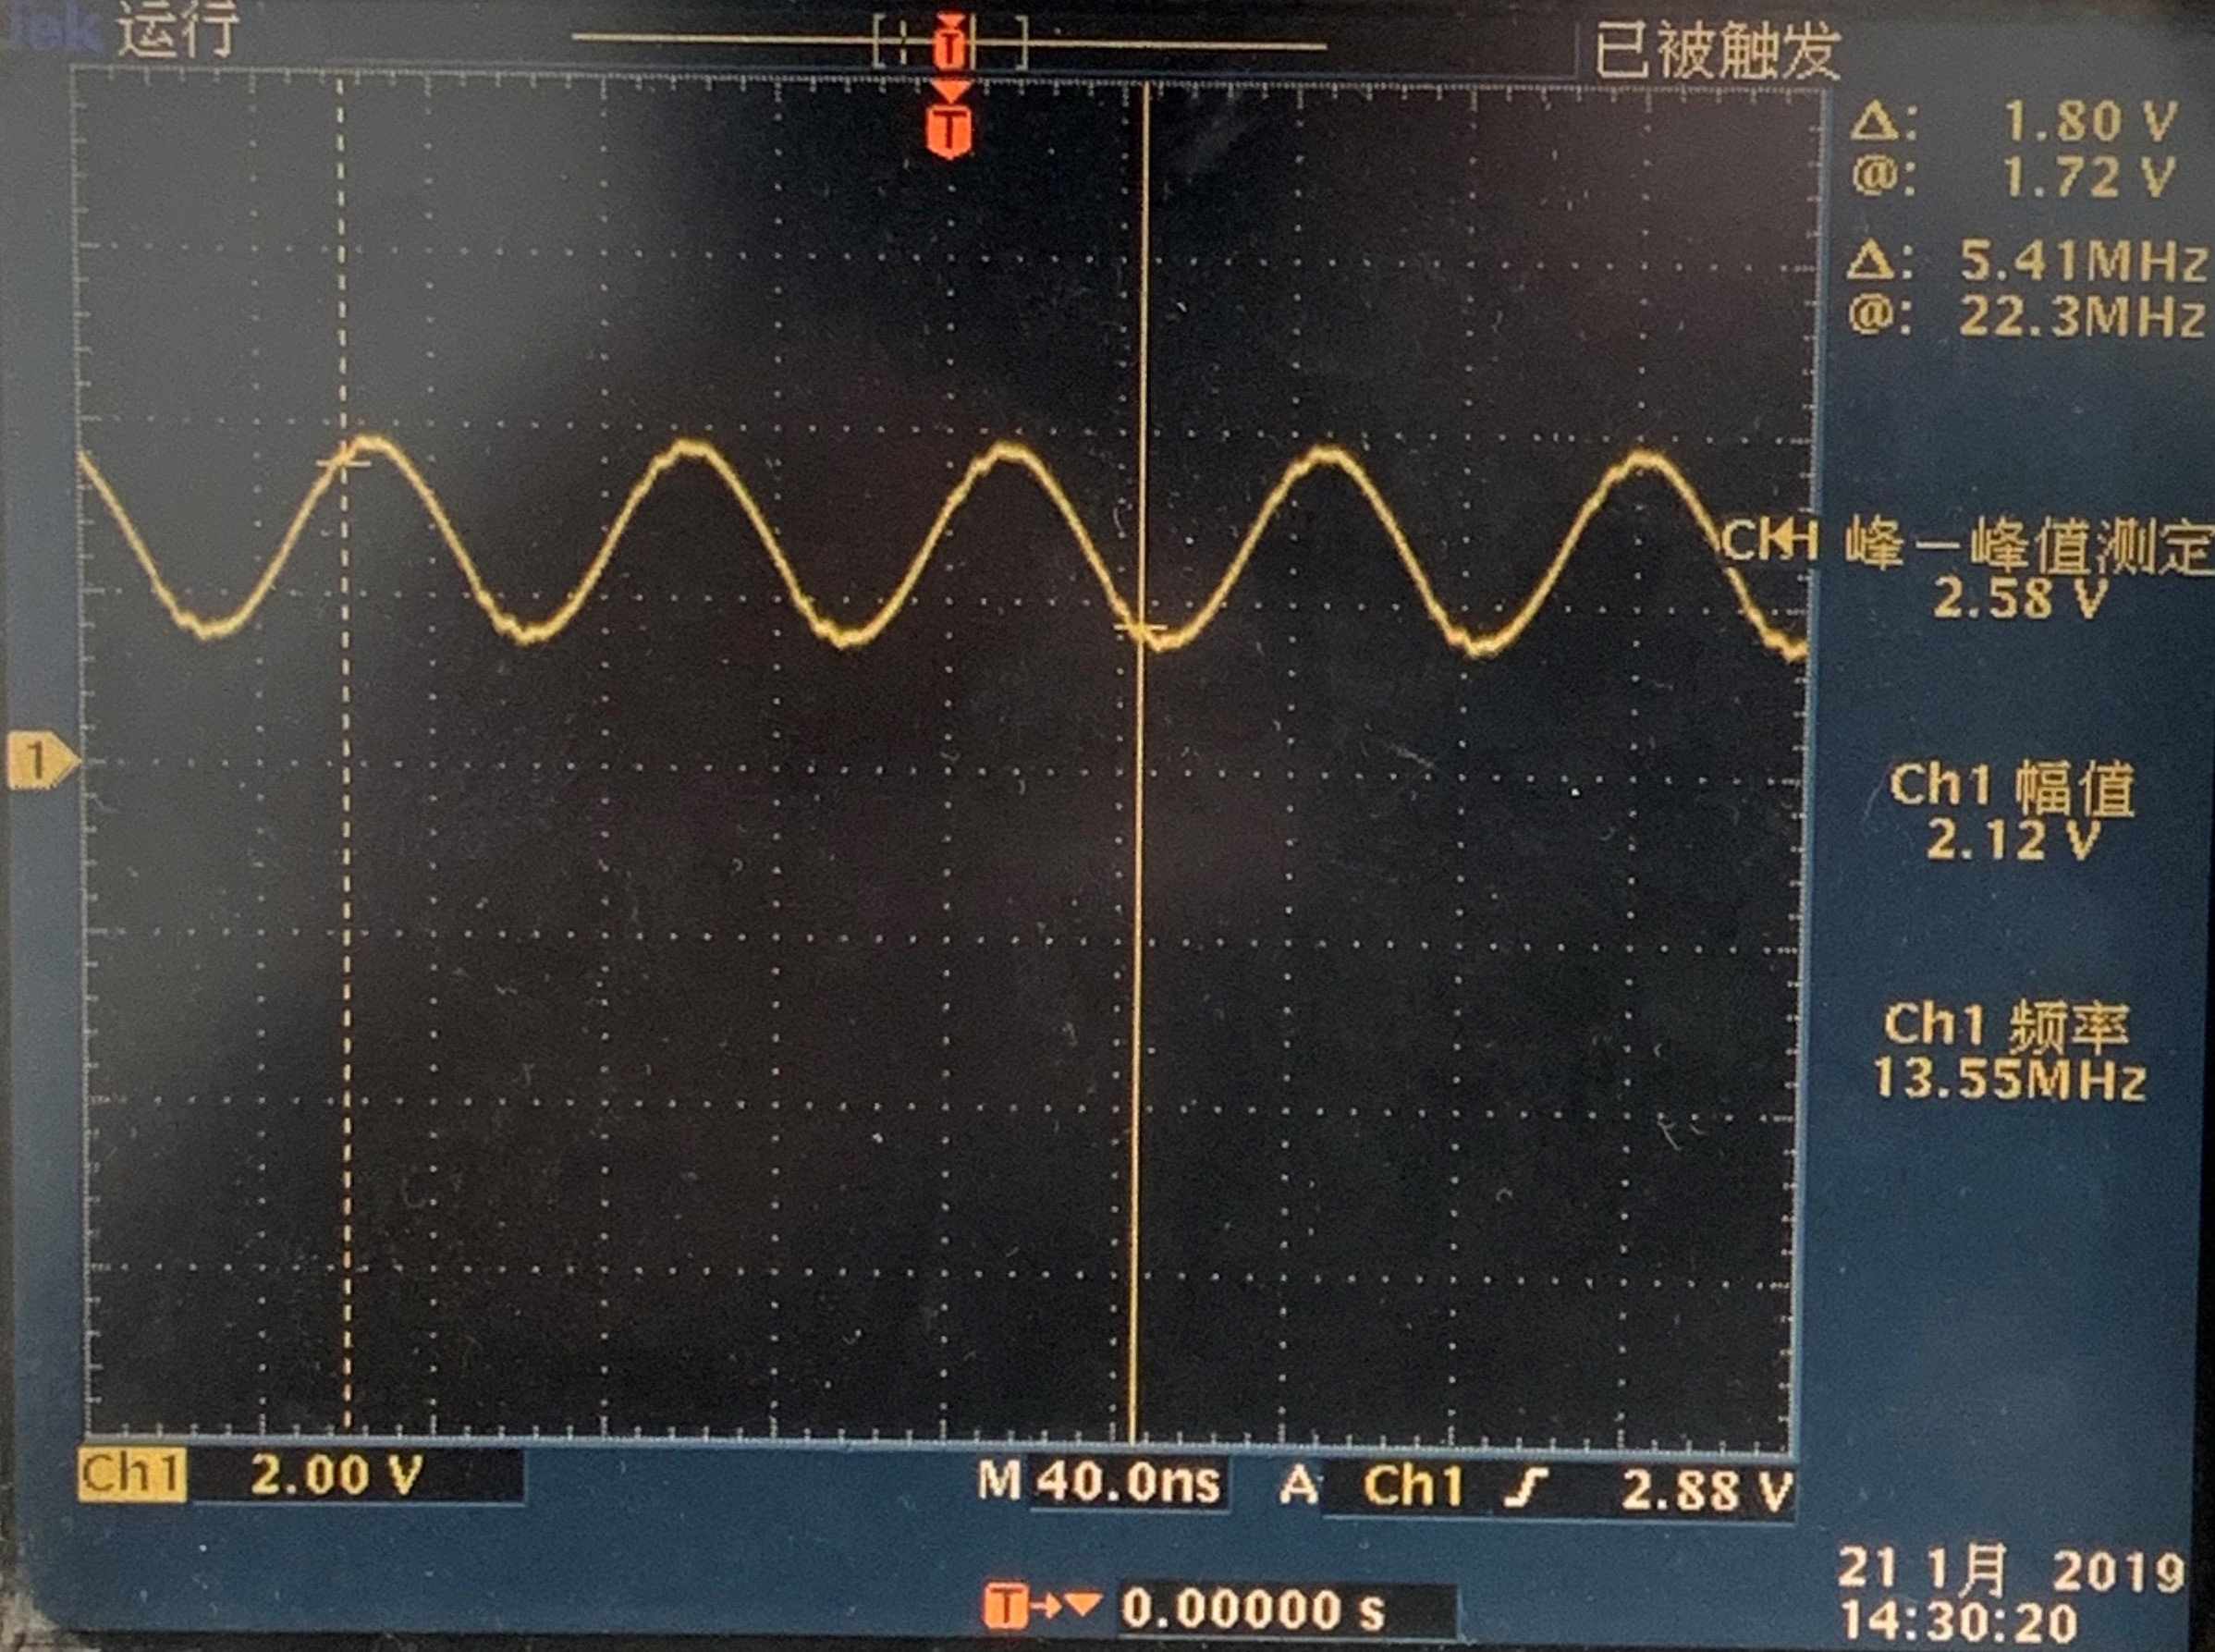 Tek 运行
T
已被触发
T
Δ: 1.80 V
@: 1.72 V
Δ: 5.41MHz
@: 22.3MHz
峰－峰值测定
2.58 V
1
Ch1 幅值
2.12 V
Ch1 频率
13.55MHz
Ch1 2.00 V M 40.0ns A Ch1 2.88 V
T 0.00000 s
21 1月 2019
14:30:20